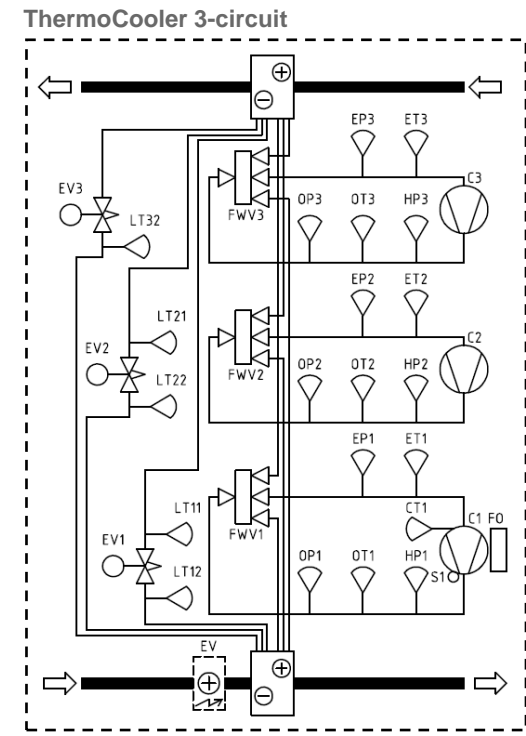 ThermoCooler 3-circuit
EP3 ET3
C3
EV3
LT32
FWV3
OP3 OT3 HP3
EP2 ET2
LT21
C2
EV2
FWV2
OP2 OT2 HP2
LT22
EP1 ET1
LT11
CT1
C1 FO
FWV1
EV1
LT12
OP1 OT1 HP1
S1
EV